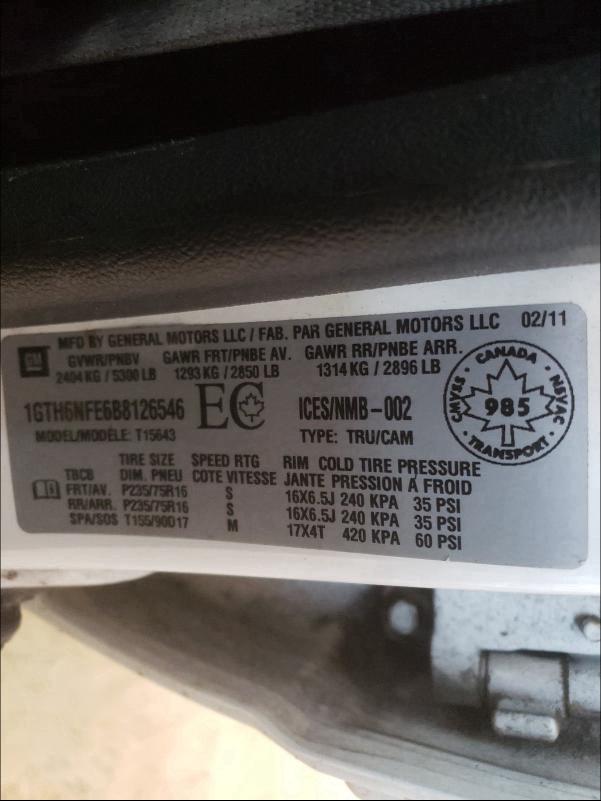 MFD BY GENERAL MOTORS LLC / FAB. PAR GENERAL MOTORS LLC 02/11
GM
GVWR/PNBV GAWR FRT/PNBE AV. GAWR RR/PNBE ARR.
2404 KG / 5300 LB 1293 KG / 2850 LB 1314 KG / 2896 LB
1GTH6NFE6B8126546 EC ICES/NMB-002
MODEL/MODÈLE: T15643 TYPE: TRU/CAM
CANADA
CMVSS 985 NSVAC
TRANSPORT
TIRE SIZE SPEED RTG RIM COLD TIRE PRESSURE
TBCB DIM. PNEU COTE VITESSE JANTE PRESSION À FROID
FRT/AV. P235/75R16 S 16X6.5J 240 KPA 35 PSI
RR/ARR. P235/75R16 S 16X6.5J 240 KPA 35 PSI
SPA/SOS T155/90D17 M 17X4T 420 KPA 60 PSI